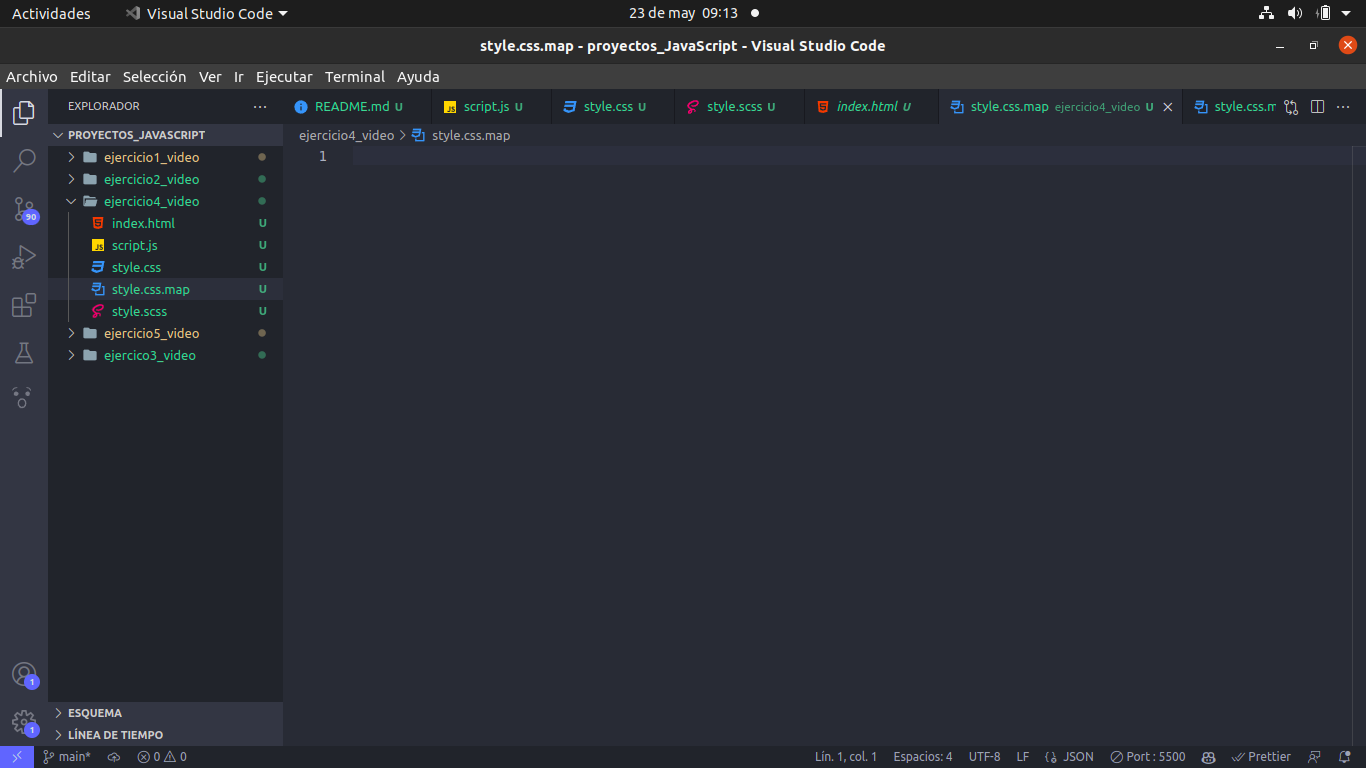 Actividades Visual Studio Code 23 de may 09:13
style.css.map - proyectos_JavaScript - Visual Studio Code
Archivo Editar Selección Ver Ir Ejecutar Terminal Ayuda
EXPLORADOR
README.md U script.js U style.css U style.scss U index.html U style.css.map ejercicio4_video U style.css.m
PROYECTOS_JAVASCRIPT
ejercicio4_video > style.css.map
1
ejercicio1_video
ejercicio2_video
ejercicio4_video
index.html U
script.js U
style.css U
style.css.map U
style.scss U
ejercicio5_video
ejercico3_video
90
1
1
ESQUEMA
LÍNEA DE TIEMPO
main* 0 0 Lín. 1, col. 1 Espacios: 4 UTF-8 LF JSON Port : 5500 Prettier